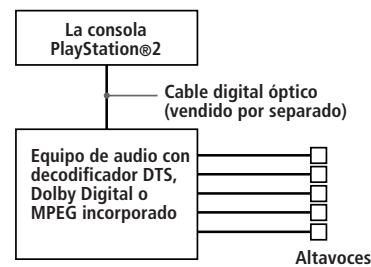 La consola
PlayStation®2
Cable digital óptico
(vendido por separado)
Equipo de audio con
decodificador DTS,
Dolby Digital o
MPEG incorporado
Altavoces